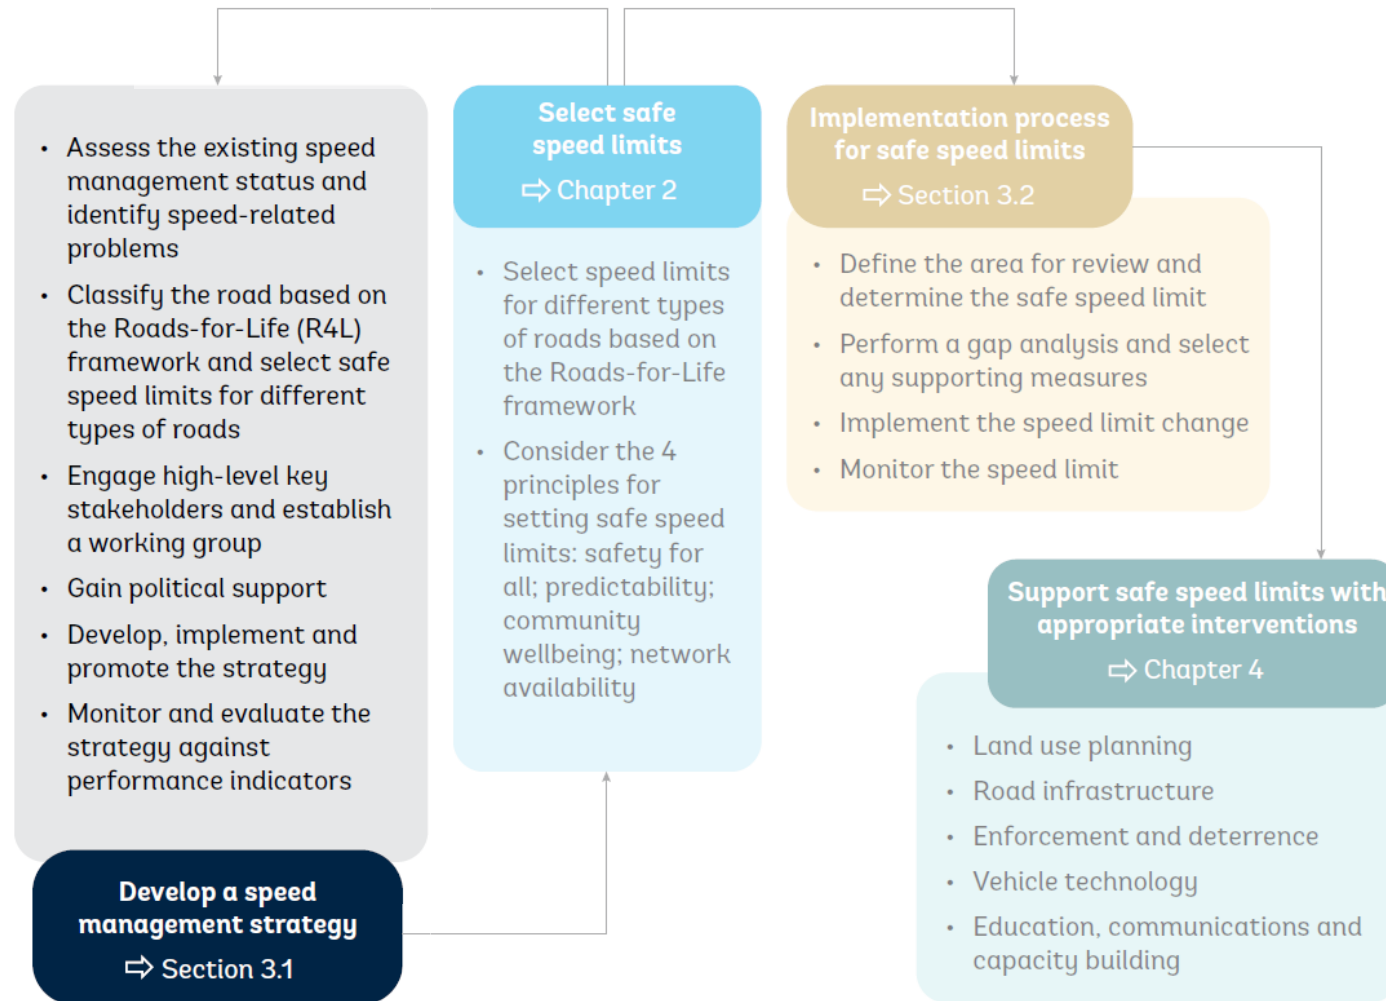 • Assess the existing speed
management status and
identify speed-related
problems
• Classify the road based on
the Roads-for-Life (R4L)
framework and select safe
speed limits for different
types of roads
• Engage high-level key
stakeholders and establish
a working group
• Gain political support
• Develop, implement and
promote the strategy
• Monitor and evaluate the
strategy against
performance indicators
Develop a speed
management strategy
⇨ Section 3.1
Select safe
speed limits
⇨ Chapter 2
• Select speed limits
for different types
of roads based on
the Roads-for-Life
framework
• Consider the 4
principles for
setting safe speed
limits: safety for
all; predictability;
community
wellbeing; network
availability
Implementation process
for safe speed limits
⇨ Section 3.2
• Define the area for review and
determine the safe speed limit
• Perform a gap analysis and select
any supporting measures
• Implement the speed limit change
• Monitor the speed limit
Support safe speed limits with
appropriate interventions
⇨ Chapter 4
• Land use planning
• Road infrastructure
• Enforcement and deterrence
• Vehicle technology
• Education, communications and
capacity building